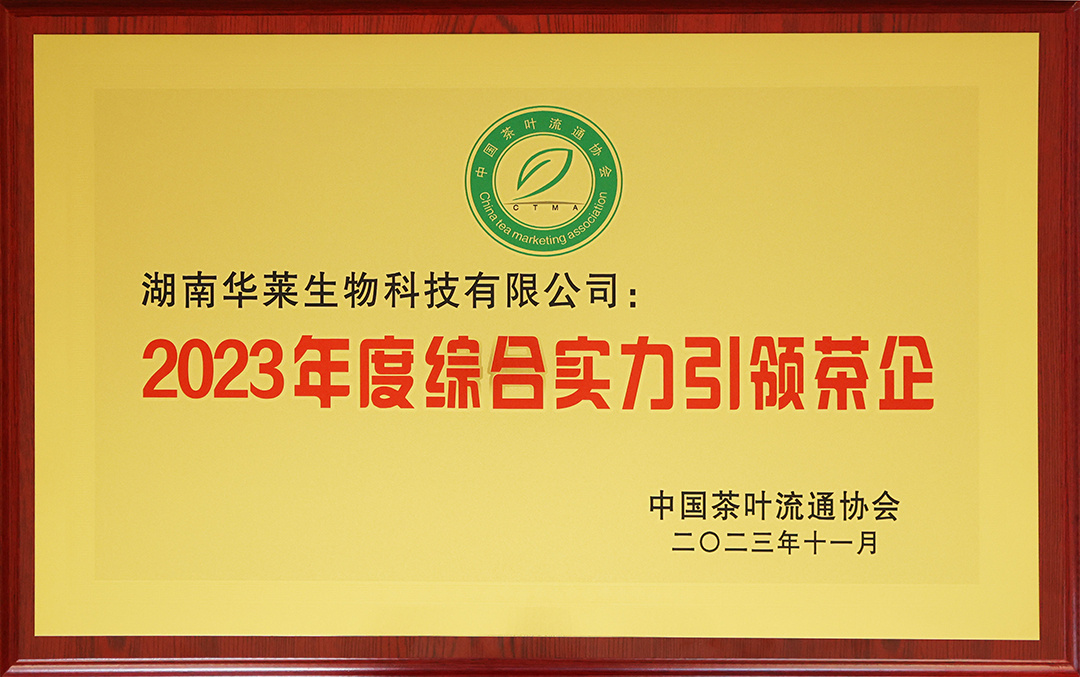 中国茶叶流通协会
CTMA
China tea marketing association
湖南华莱生物科技有限公司：
2023年度综合实力引领茶企
中国茶叶流通协会
二〇二三年十一月